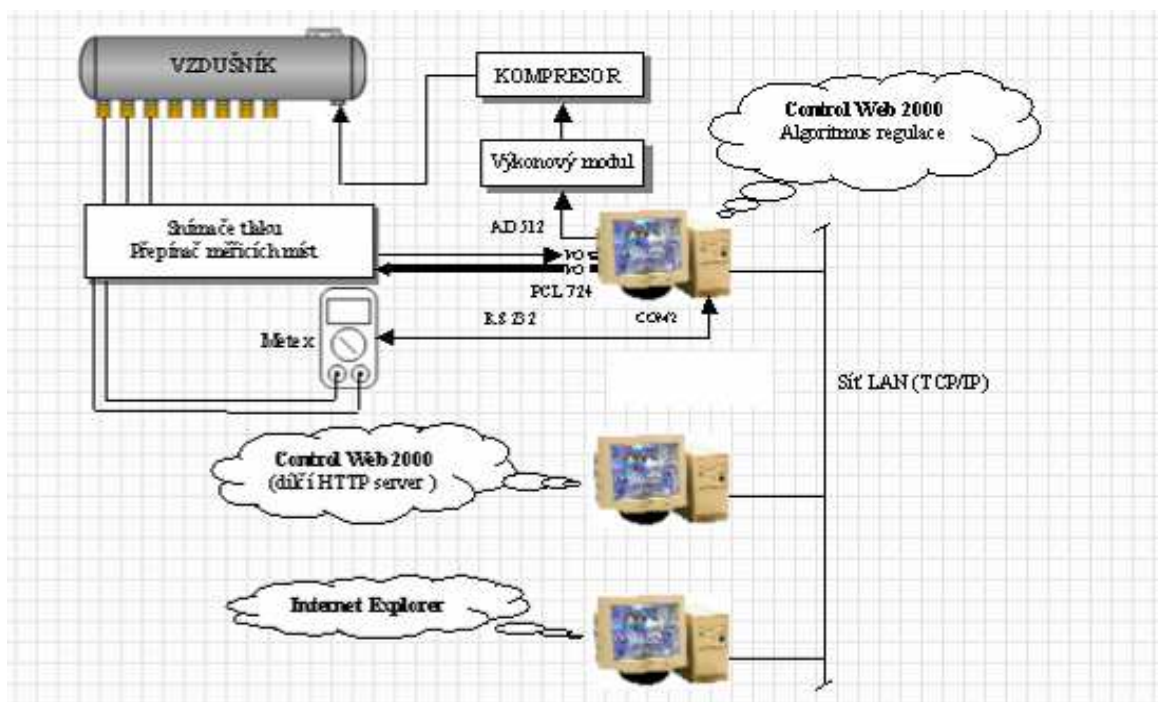 VZDUŠNÍK
KOMPRESOR
Control Web 2000
Algoritmus regulace
Výkonový modul
Snímače tlaku
Přepínač měřicích míst
AD 512
I/O
I/O
PCL 724
RS 232
COM2
Metex
Síť LAN (TCP/IP)
Control Web 2000
(dílčí HTTP server )
Internet Explorer